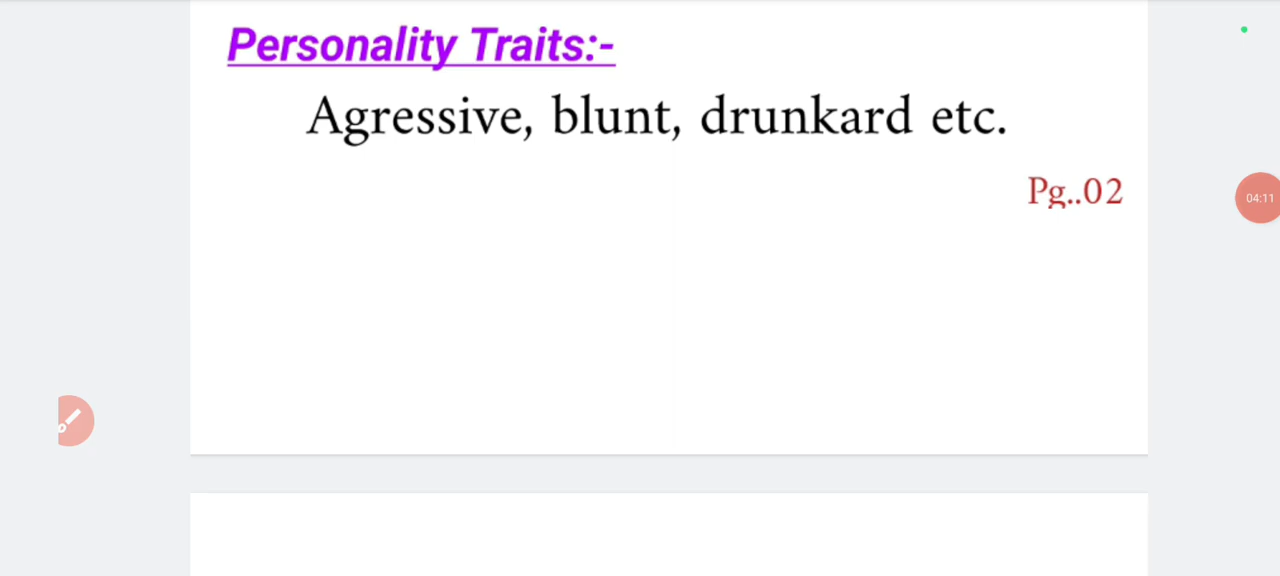 Personality Traits:-
Agressive, blunt, drunkard etc.
Pg..02
04:11